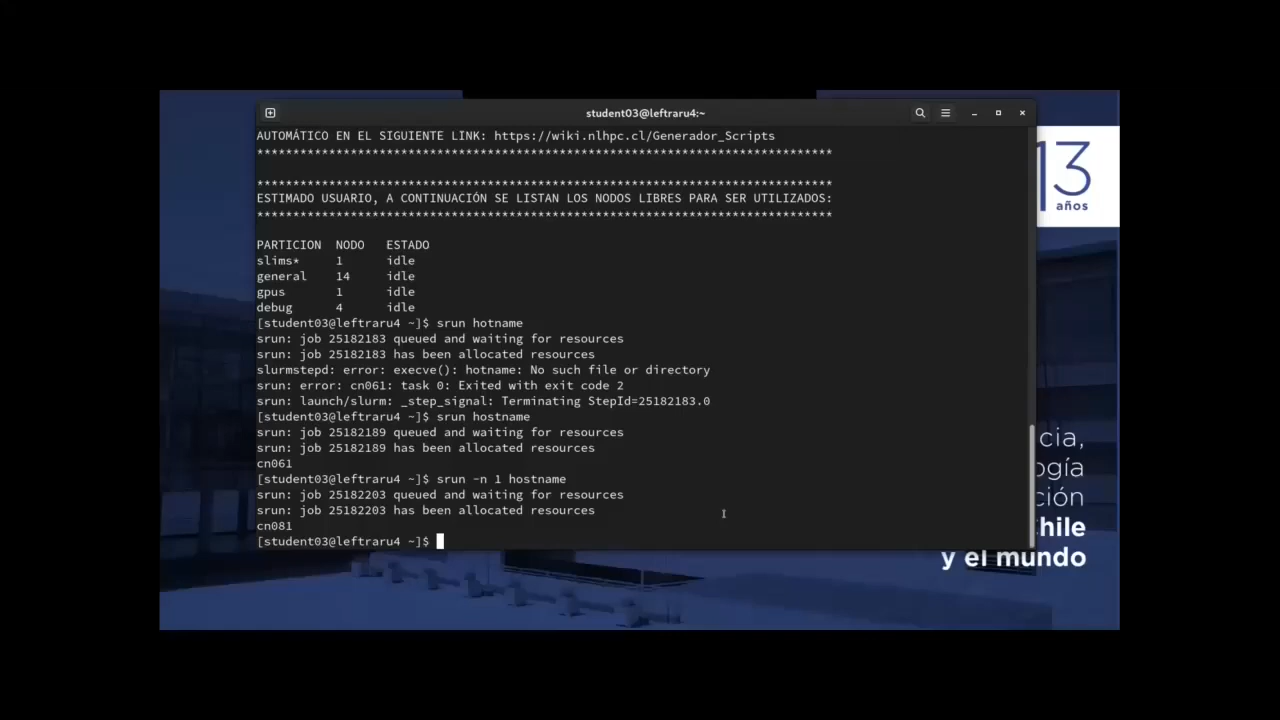 student03@leftraru4:~
AUTOMÁTICO EN EL SIGUIENTE LINK: https://wiki.nlhpc.cl/Generador_Scripts
********************************************************************************
********************************************************************************
ESTIMADO USUARIO, A CONTINUACIÓN SE LISTAN LOS NODOS LIBRES PARA SER UTILIZADOS:
********************************************************************************
PARTICION NODO ESTADO
slims* 1 idle
general 14 idle
gpus 1 idle
debug 4 idle
[student03@leftraru4 ~]$ srun hotname
srun: job 25182183 queued and waiting for resources
srun: job 25182183 has been allocated resources
slurmstepd: error: execve(): hotname: No such file or directory
srun: error: cn061: task 0: Exited with exit code 2
srun: launch/slurm: _step_signal: Terminating StepId=25182183.0
[student03@leftraru4 ~]$ srun hostname
srun: job 25182189 queued and waiting for resources
srun: job 25182189 has been allocated resources
cn061
[student03@leftraru4 ~]$ srun -n 1 hostname
srun: job 25182203 queued and waiting for resources
srun: job 25182203 has been allocated resources
cn081
[student03@leftraru4 ~]$
13
años
cia,
ogía
ción
hile
y el mundo